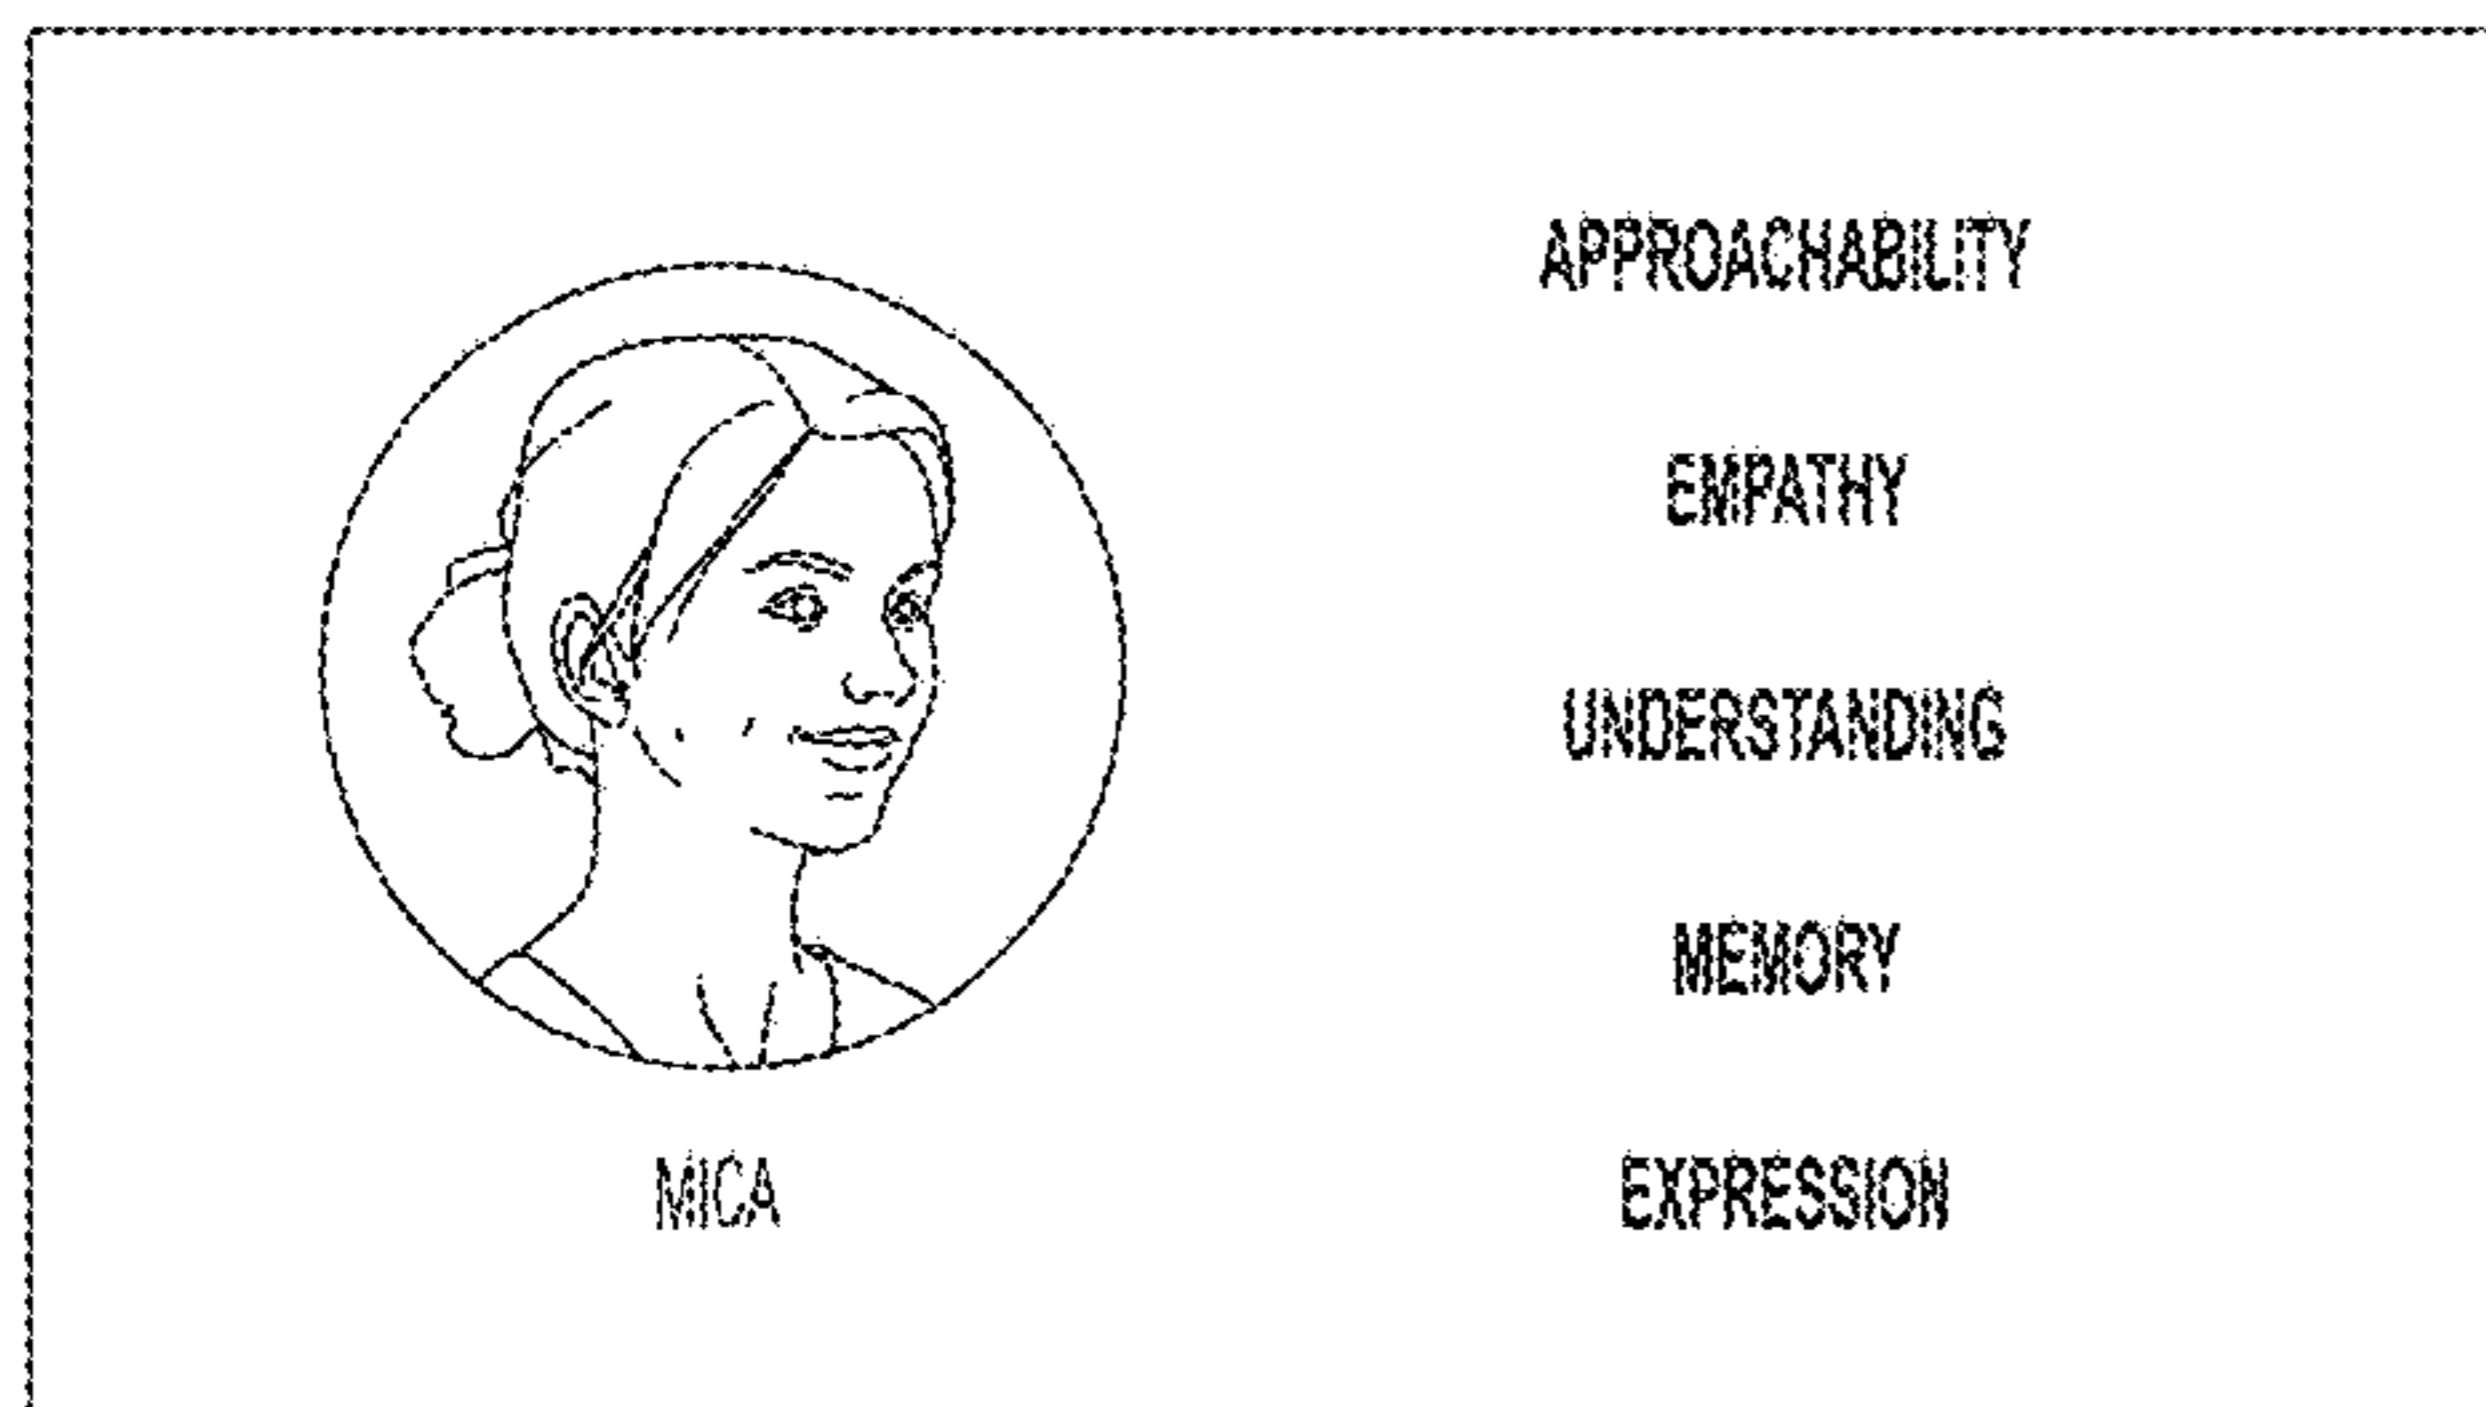 APPROACHABILITY
EMPATHY
UNDERSTANDING
MEMORY
EXPRESSION
MICA